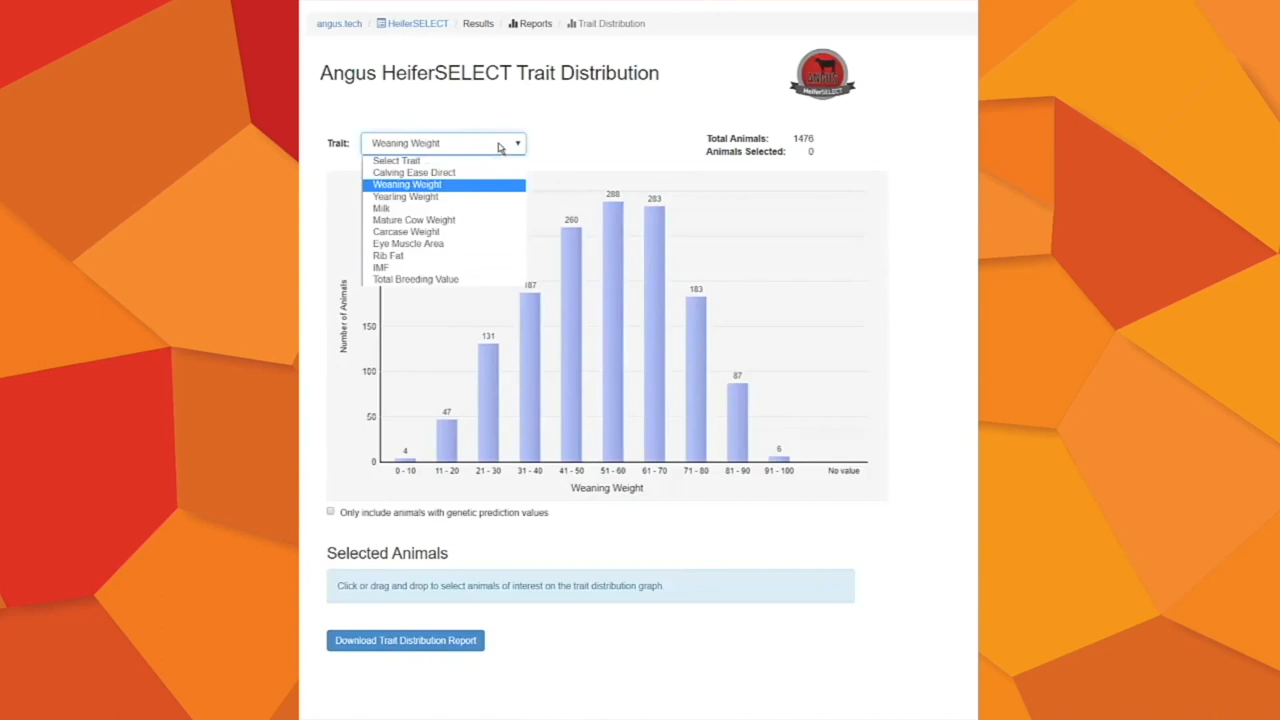 angus.tech / HeiferSELECT / Results / Reports / Trait Distribution
Angus HeiferSELECT Trait Distribution
ANGUS
HeiferSELECT
Trait: Weaning Weight
Total Animals: 1476
Animals Selected: 0
Select Trait
Calving Ease Direct
Weaning Weight
Yearling Weight
Milk
Mature Cow Weight
Carcase Weight
Eye Muscle Area
Rib Fat
IMF
Total Breeding Value
Number of Animals
150
100
50
0
4
47
131
187
260
288
283
183
87
6
0 - 10 11 - 20 21 - 30 31 - 40 41 - 50 51 - 60 61 - 70 71 - 80 81 - 90 91 - 100 No value
Weaning Weight
Only include animals with genetic prediction values
Selected Animals
Click or drag and drop to select animals of interest on the trait distribution graph.
Download Trait Distribution Report